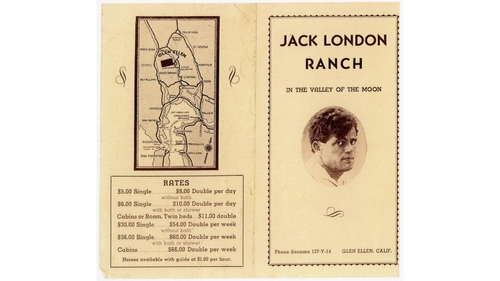 GLEN ELLEN
RATES
$5.00 Single $9.00 Double per day
without bath
$6.00 Single $10.00 Double per day
with bath or shower
Cabins or Room. Twin beds $11.00 double
$30.00 Single $54.00 Double per week
without bath
$36.00 Single $60.00 Double per week
with bath or shower
Cabins $66.00 Double per week
Horses available with guide at $1.00 per hour.
JACK LONDON
RANCH
IN THE VALLEY OF THE MOON
Phone Sonoma 127-Y-14 GLEN ELLEN, CALIF.